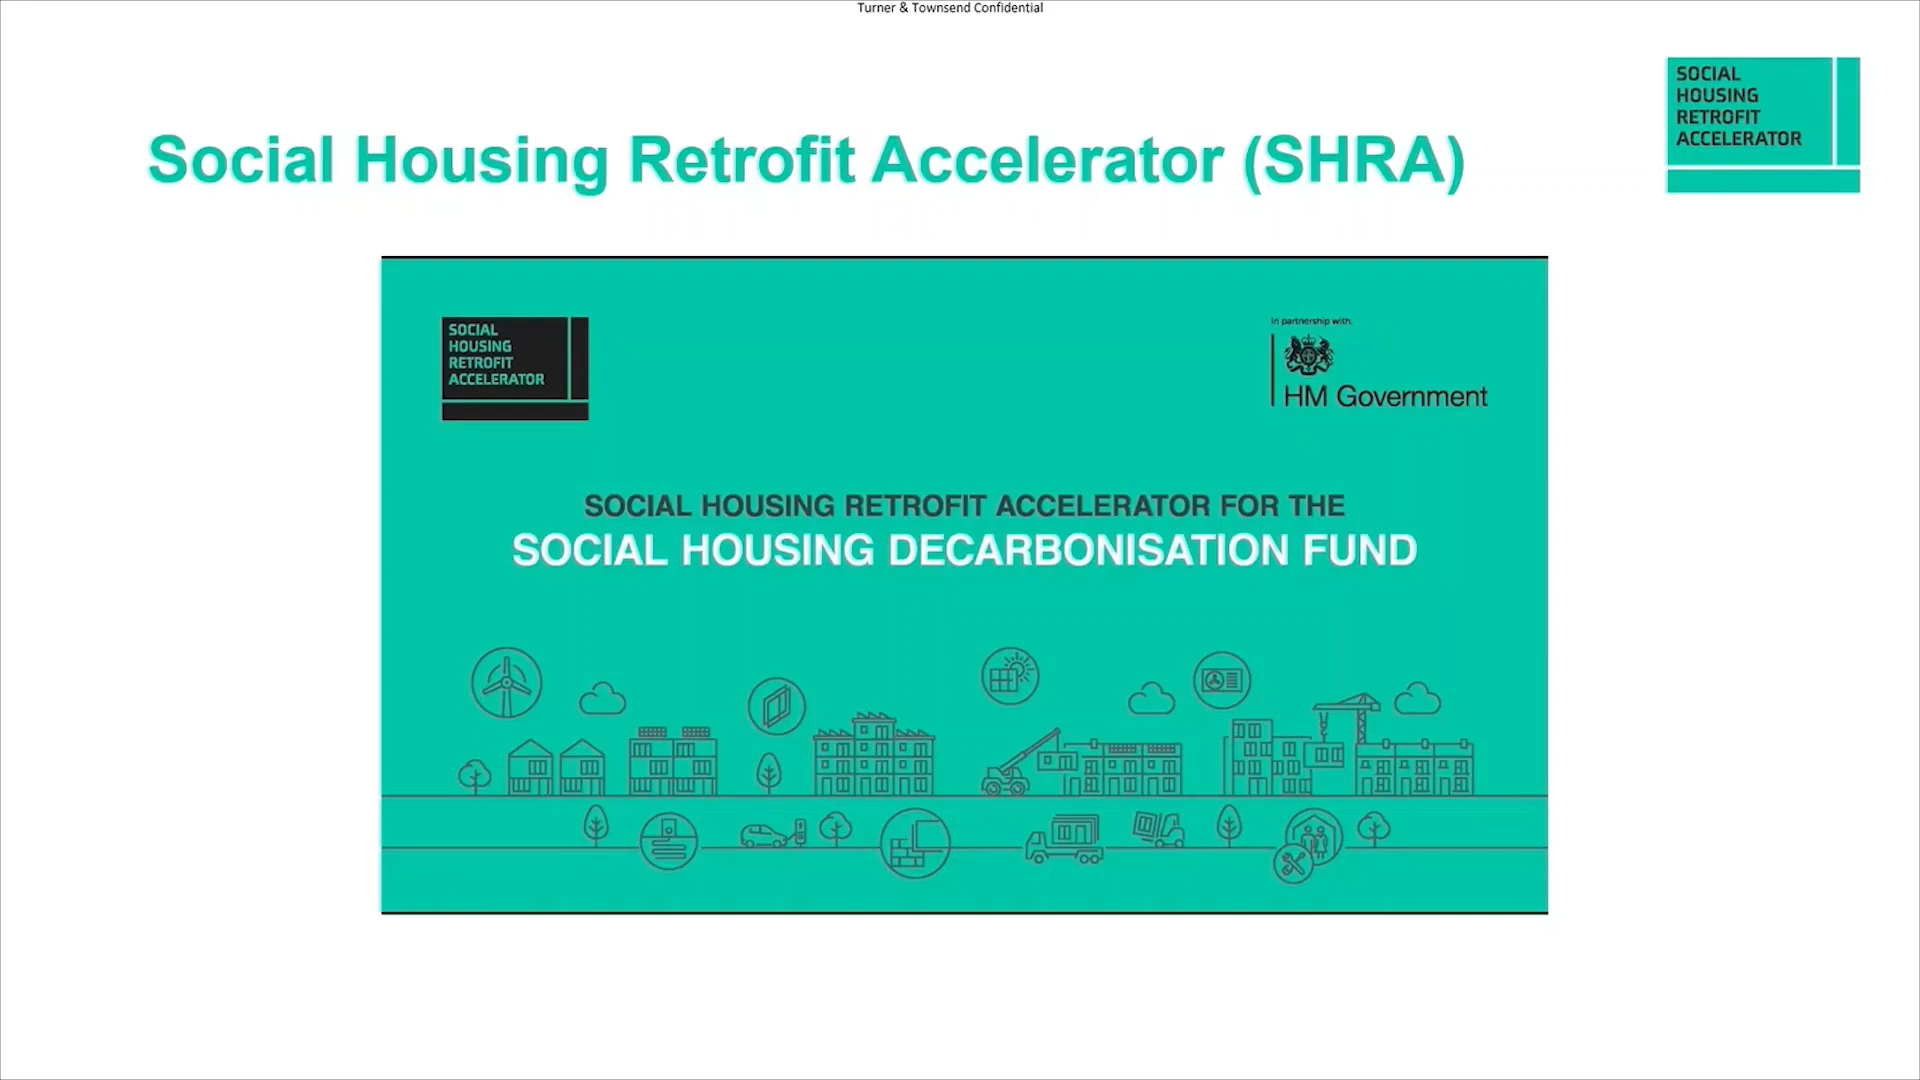 Turner & Townsend Confidential
SOCIAL
HOUSING
RETROFIT
ACCELERATOR
Social Housing Retrofit Accelerator (SHRA)
SOCIAL
HOUSING
RETROFIT
ACCELERATOR
In partnership with:
HM Government
SOCIAL HOUSING RETROFIT ACCELERATOR FOR THE
SOCIAL HOUSING DECARBONISATION FUND